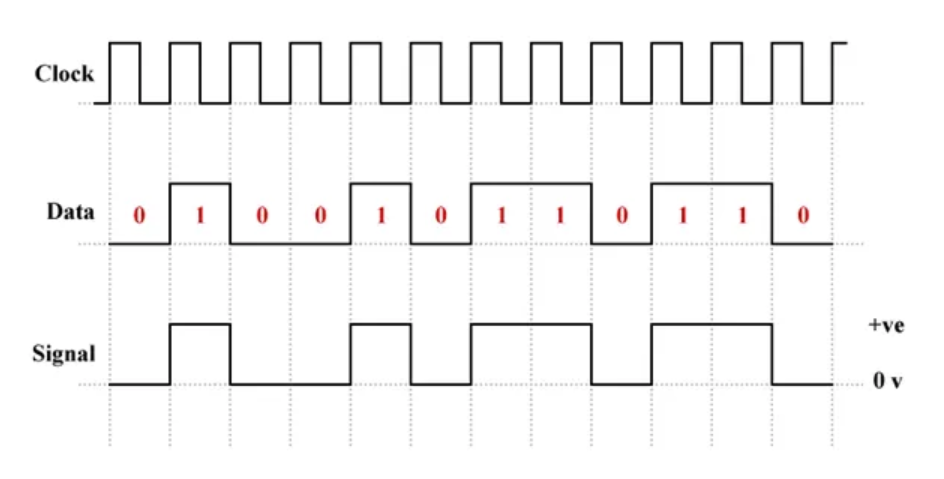 Clock
Data 0 1 0 0 1 0 1 1 0 1 1 0
+ve
Signal
0 v